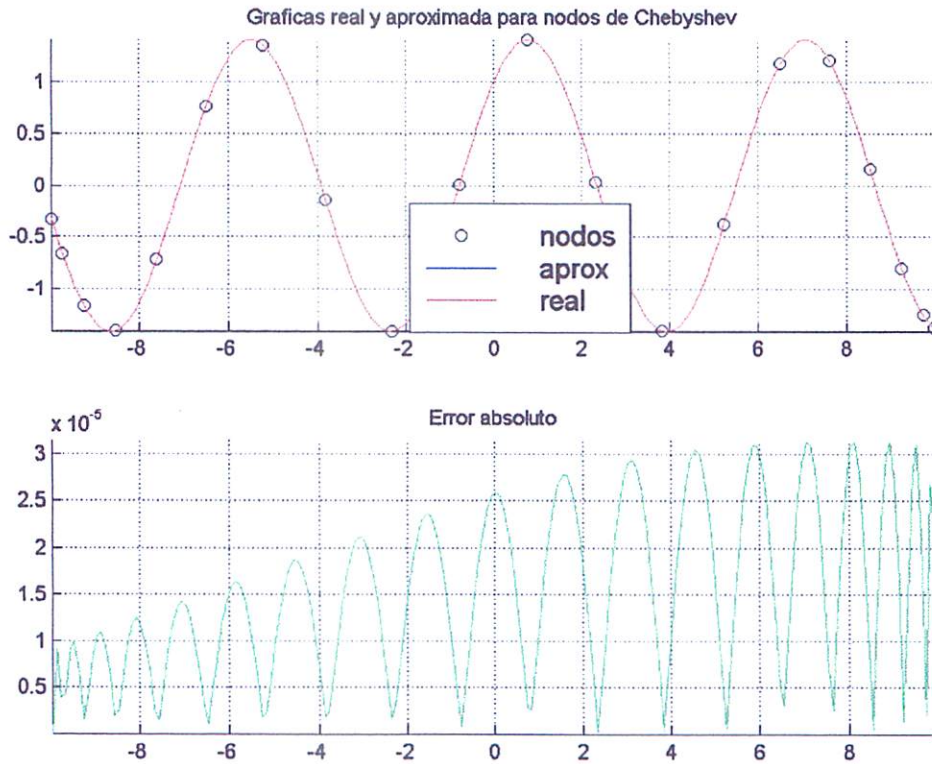 Graficas real y aproximada para nodos de Chebyshev
1
0.5
0
-0.5
-1
nodos
aprox
real
-8 -6 -4 -2 0 2 4 6 8
x 10^-5
Error absoluto
3
2.5
2
1.5
1
0.5
-8 -6 -4 -2 0 2 4 6 8